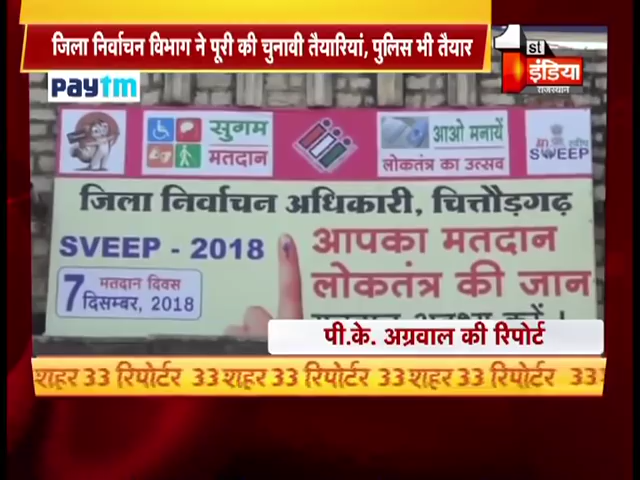 जिला निर्वाचन विभाग ने पूरी की चुनावी तैयारियां, पुलिस भी तैयार
1st
इंडिया
राजस्थान
paytm
सुगम
मतदान
आओ मनायें
लोकतंत्र का उत्सव
स्वीप
SVEEP
जिला निर्वाचन अधिकारी, चित्तौड़गढ़
SVEEP - 2018
आपका मतदान
7 मतदान दिवस
दिसम्बर, 2018
लोकतंत्र की जान
पी.के. अग्रवाल की रिपोर्ट
शहर 33 रिपोर्टर 33 शहर 33 रिपोर्टर 33 शहर 33 रिपोर्टर 33